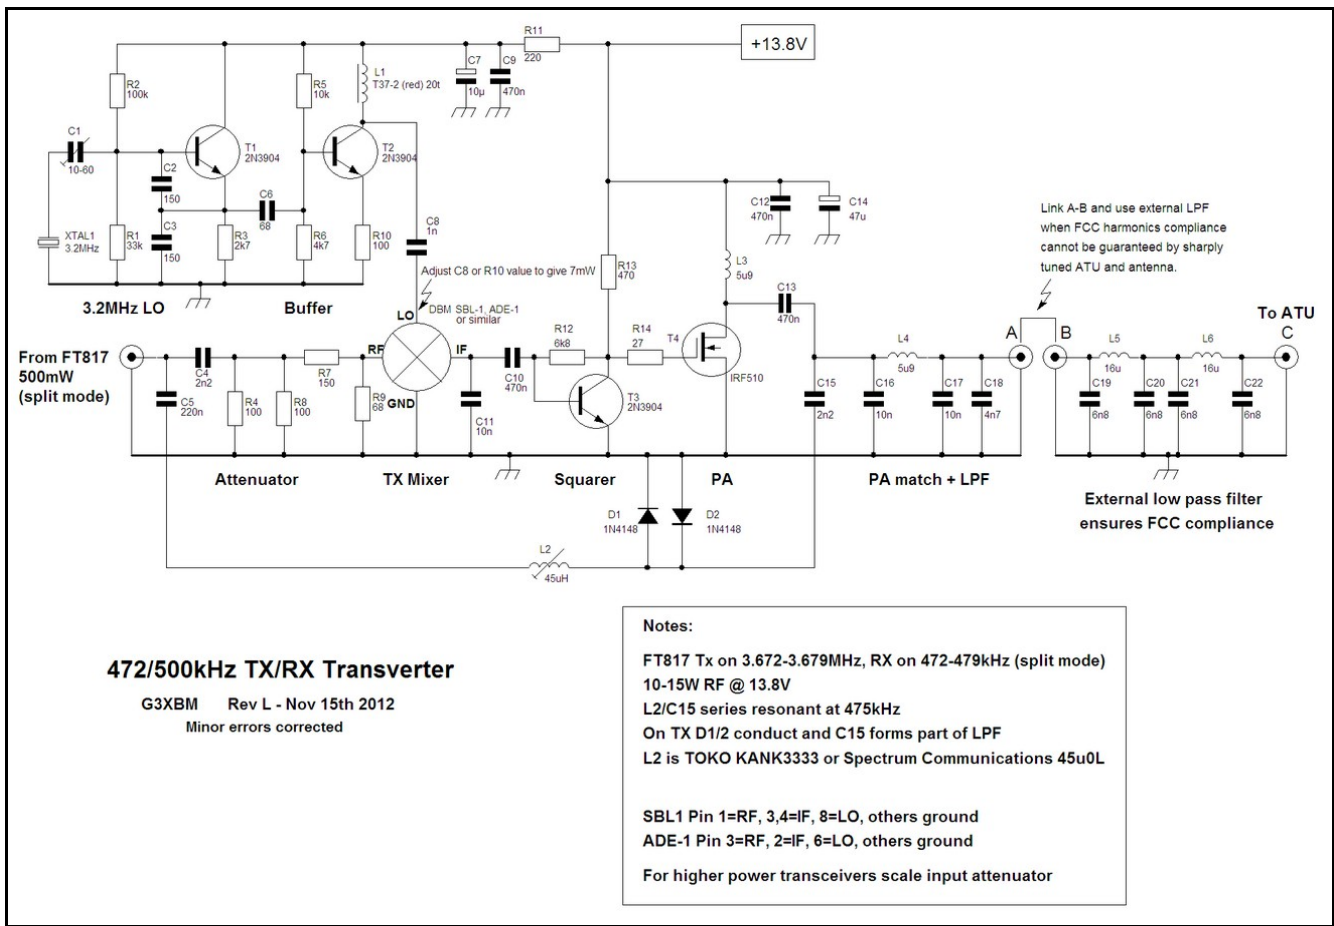 R11
220
+13.8V
C7
10µ
C9
470n
L1
T37-2 (red) 20t
R2
100k
R5
10k
C1
10-60
T1
2N3904
T2
2N3904
C2
150
C6
68
C3
150
XTAL1
3.2MHz
R1
33k
R3
2k7
R6
4k7
R10
100
C8
1n
C12
470n
C14
47u
Link A-B and use external LPF
when FCC harmonics compliance
cannot be guaranteed by sharply
tuned ATU and antenna.
R13
470
L3
5u9
Adjust C8 or R10 value to give 7mW
3.2MHz LO
Buffer
LO
DBM SBL-1, ADE-1
or similar
C13
470n
To ATU
C
From FT817
500mW
(split mode)
C4
2n2
R7
150
RF
IF
GND
R12
6k8
R14
27
T4
IRF510
L4
5u9
A
B
L5
16u
L6
16u
C5
220n
R4
100
R8
100
R9
68
C11
10n
C10
470n
T3
2N3904
C15
2n2
C16
10n
C17
10n
C18
4n7
C19
6n8
C20
6n8
C21
6n8
C22
6n8
Attenuator
TX Mixer
Squarer
PA
PA match + LPF
External low pass filter
ensures FCC compliance
D1
1N4148
D2
1N4148
L2
45uH
472/500kHz TX/RX Transverter
G3XBM Rev L - Nov 15th 2012
Minor errors corrected
Notes:
FT817 Tx on 3.672-3.679MHz, RX on 472-479kHz (split mode)
10-15W RF @ 13.8V
L2/C15 series resonant at 475kHz
On TX D1/2 conduct and C15 forms part of LPF
L2 is TOKO KANK3333 or Spectrum Communications 45u0L
SBL1 Pin 1=RF, 3,4=IF, 8=LO, others ground
ADE-1 Pin 3=RF, 2=IF, 6=LO, others ground
For higher power transceivers scale input attenuator